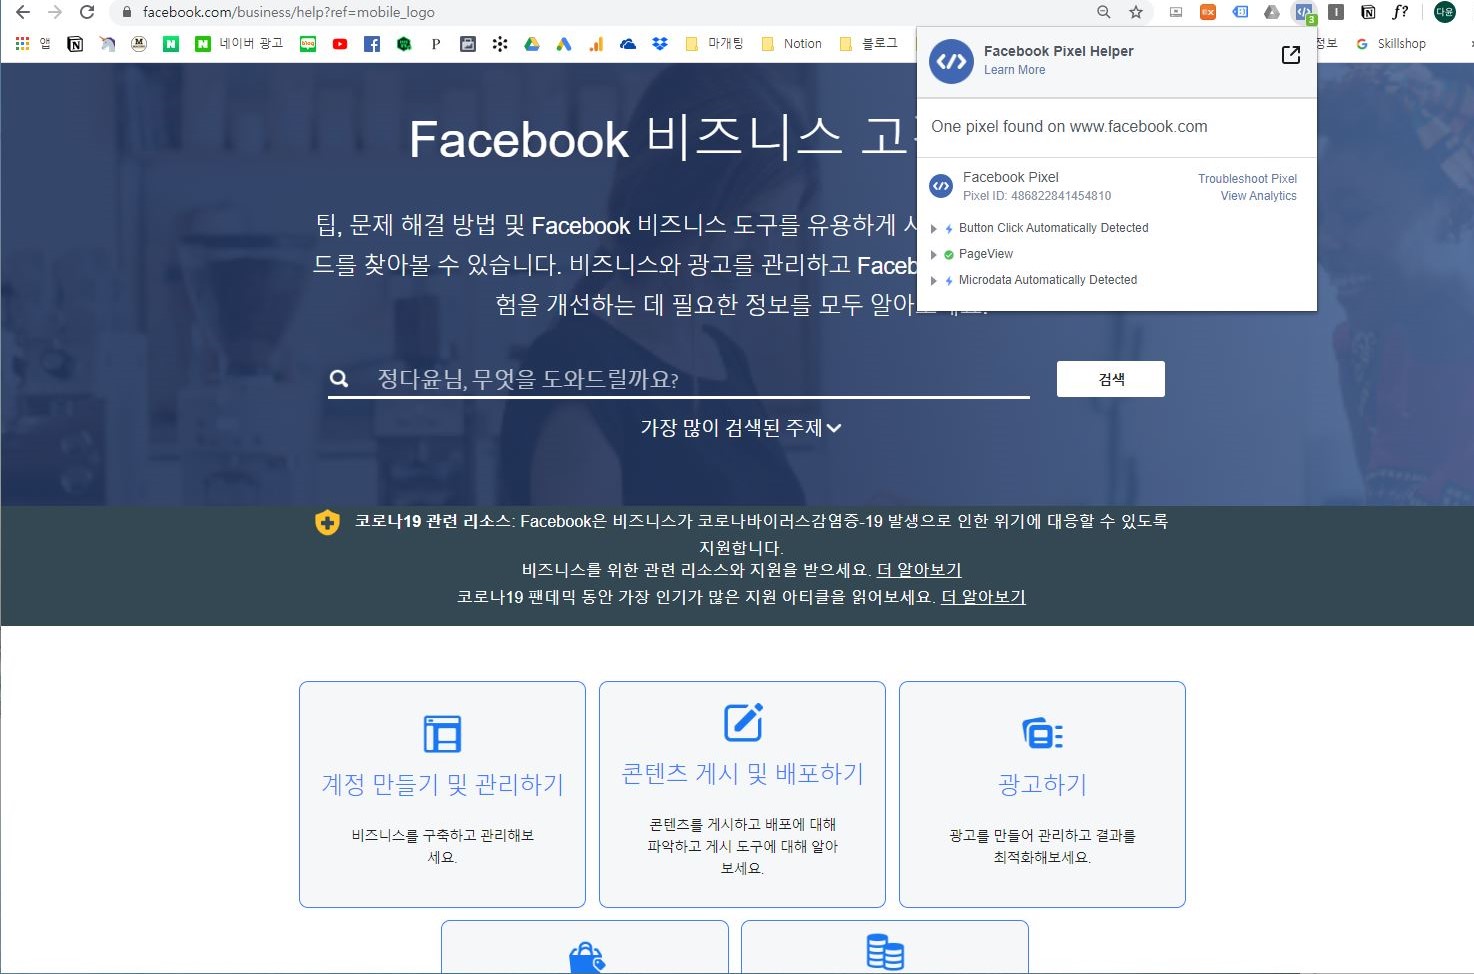 facebook.com/business/help?ref=mobile_logo
3
다윤
앱
네이버 광고
blog
P
마개팅
Notion
블로그
정보
Skillshop
Facebook Pixel Helper
Learn More
One pixel found on www.facebook.com
Facebook Pixel
Troubleshoot Pixel
Pixel ID: 486822841454810
View Analytics
Button Click Automatically Detected
PageView
Microdata Automatically Detected
Facebook 비즈니스 고
팁, 문제 해결 방법 및 Facebook 비즈니스 도구를 유용하게 사
드를 찾아볼 수 있습니다. 비즈니스와 광고를 관리하고 Faceb
험을 개선하는 데 필요한 정보를 모두 알아보세요.
정다윤님, 무엇을 도와드릴까요?
검색
가장 많이 검색된 주제
코로나19 관련 리소스: Facebook은 비즈니스가 코로나바이러스감염증-19 발생으로 인한 위기에 대응할 수 있도록
지원합니다.
비즈니스를 위한 관련 리소스와 지원을 받으세요. 더 알아보기
코로나19 팬데믹 동안 가장 인기가 많은 지원 아티클을 읽어보세요. 더 알아보기
계정 만들기 및 관리하기
비즈니스를 구축하고 관리해보
세요.
콘텐츠 게시 및 배포하기
콘텐츠를 게시하고 배포에 대해
파악하고 게시 도구에 대해 알아
보세요.
광고하기
광고를 만들어 관리하고 결과를
최적화해보세요.